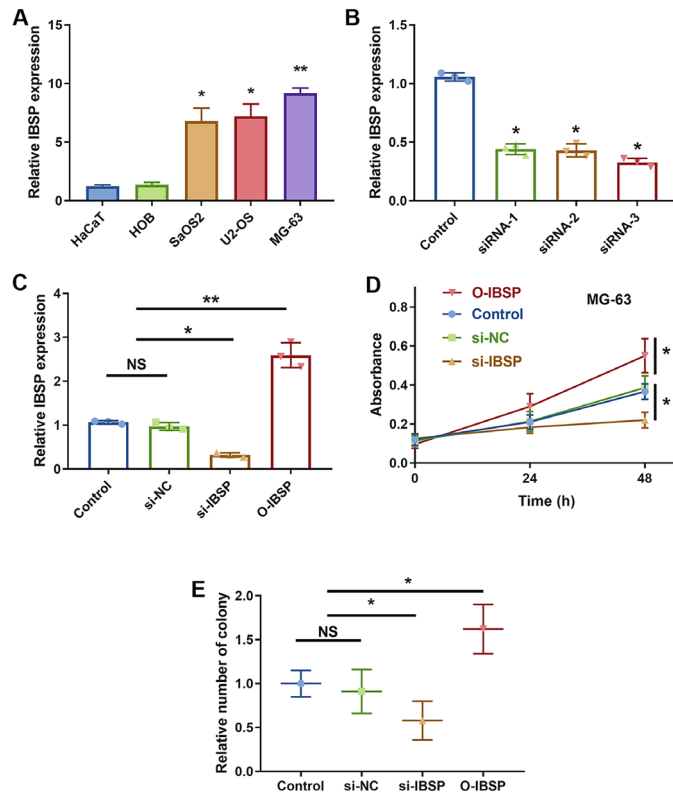 A
Relative IBSP expression
15
10
5
0
*
*
**
HaCaT
HOB
SaOS2
U2-OS
MG-63
B
Relative IBSP expression
1.5
1.0
0.5
0.0
*
*
*
Control
siRNA-1
siRNA-2
siRNA-3
C
Relative IBSP expression
4
3
2
1
0
**
*
NS
Control
si-NC
si-IBSP
O-IBSP
D
O-IBSP
Control
si-NC
si-IBSP
MG-63
Absorbance
0.8
0.6
0.4
0.2
0.0
*
*
0
24
48
Time (h)
E
Relative number of colony
2.0
1.5
1.0
0.5
0.0
*
*
NS
Control
si-NC
si-IBSP
O-IBSP